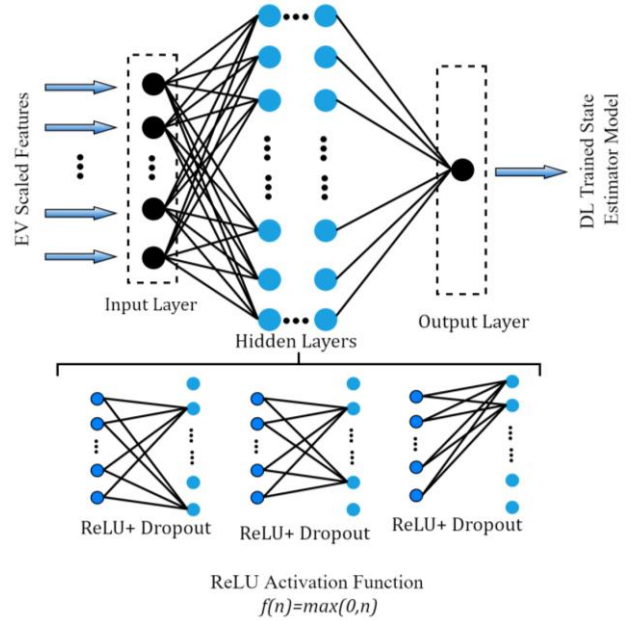 EV Scaled Features
Input Layer
Hidden Layers
Output Layer
DL Trained State
Estimator Model
ReLU+ Dropout
ReLU+ Dropout
ReLU+ Dropout
ReLU Activation Function
f(n)=max(0,n)